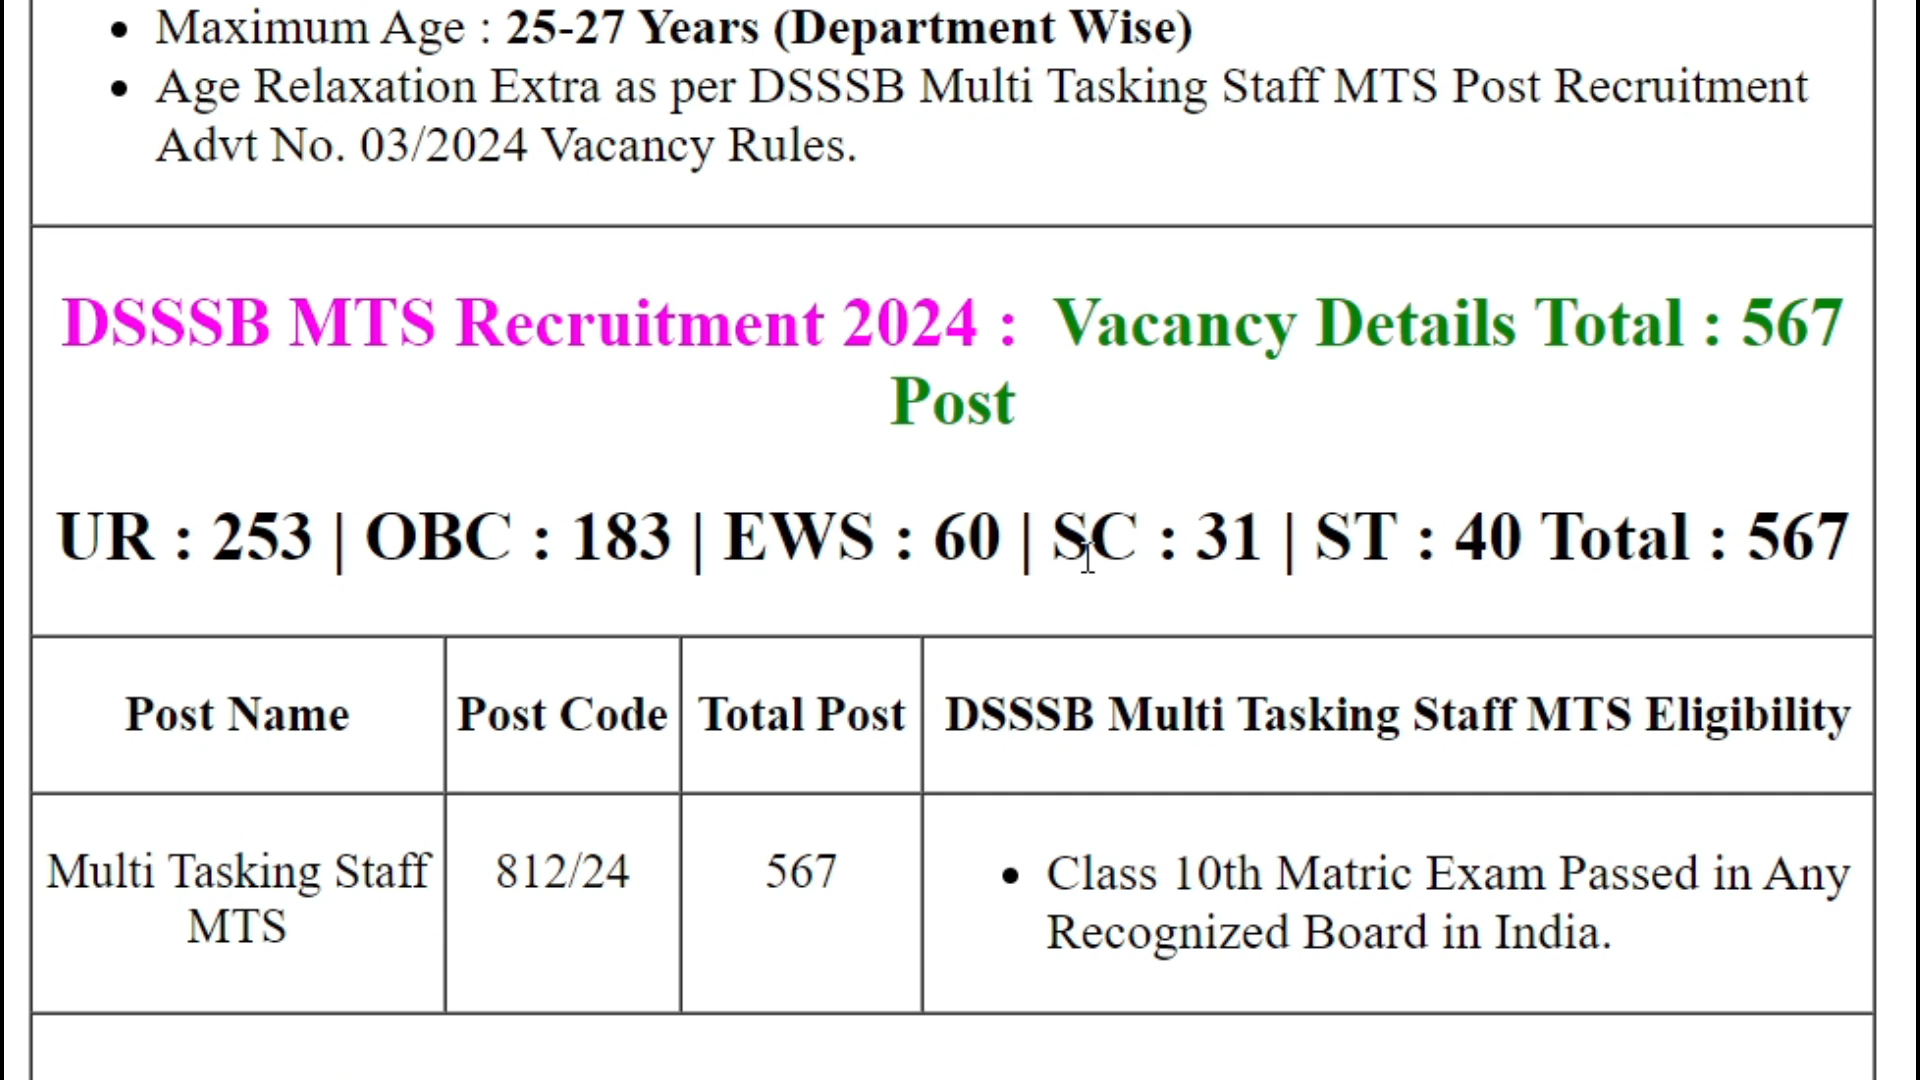 Maximum Age : 25-27 Years (Department Wise)
Age Relaxation Extra as per DSSSB Multi Tasking Staff MTS Post Recruitment
Advt No. 03/2024 Vacancy Rules.
DSSSB MTS Recruitment 2024 : Vacancy Details Total : 567
Post
UR : 253 | OBC : 183 | EWS : 60 | SC : 31 | ST : 40 Total : 567
Post Name Post Code Total Post DSSSB Multi Tasking Staff MTS Eligibility
Multi Tasking Staff 812/24 567 Class 10th Matric Exam Passed in Any
MTS Recognized Board in India.